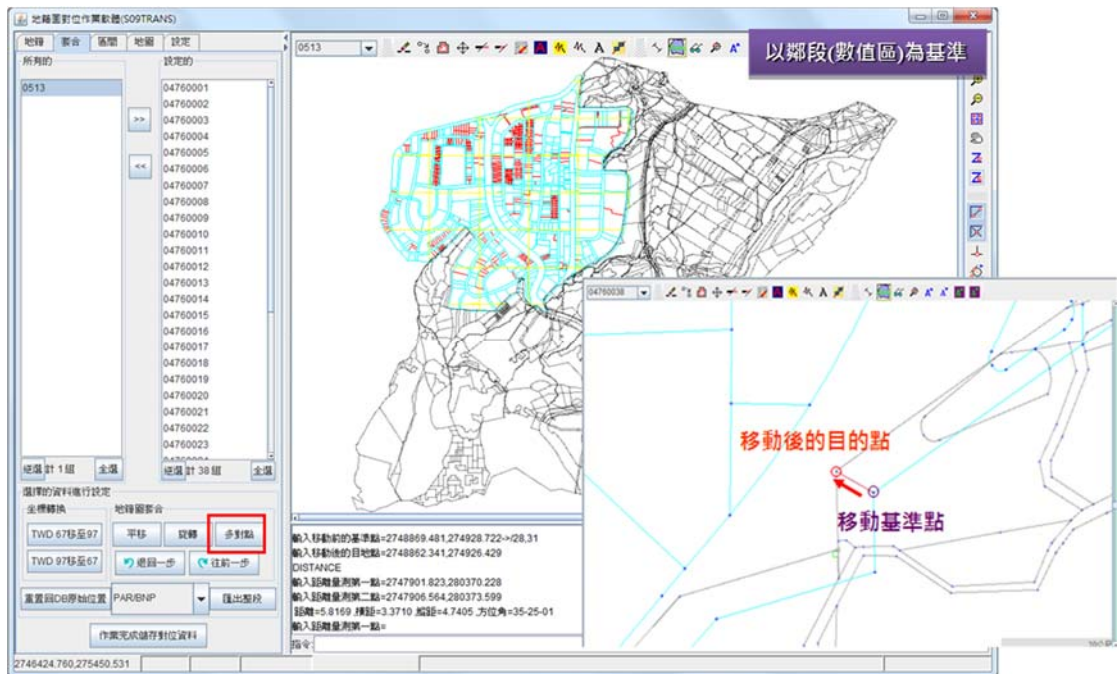 地籍圖對位作業軟體(S09TRANS)
地籍 套合 區間 地圖 設定
所有的
設定的
0513
>>
<<
04760001
04760002
04760003
04760004
04760005
04760006
04760007
04760008
04760009
04760010
04760011
04760012
04760013
04760014
04760015
04760016
04760017
04760018
04760019
04760020
04760021
04760022
04760023
逆選 計 1 組 全選
逆選 計 38 組 全選
選擇的資料進行設定
坐標轉換
地籍圖套合
TWD 67移至97
平移 旋轉 多對點
TWD 97移至67
退回一步 往前一步
重置回DB原始位置
PAR/BNP
匯出整段
作業完成儲存對位資料
2746424.760,275450.531
0513
以鄰段(數值區)為基準
04760038
移動後的目的點
移動基準點
輸入移動前的基準點=2748869.481,274928.722->/28,31
輸入移動後的目地點=2748862.341,274926.429
DISTANCE
輸入距離量測第一點=2747901.823,280370.228
輸入距離量測第二點=2747906.564,280373.599
距離=5.8169 ,橫距=3.3710 ,縱距=4.7405 ,方位角=35-25-01
輸入距離量測第一點=
指令: